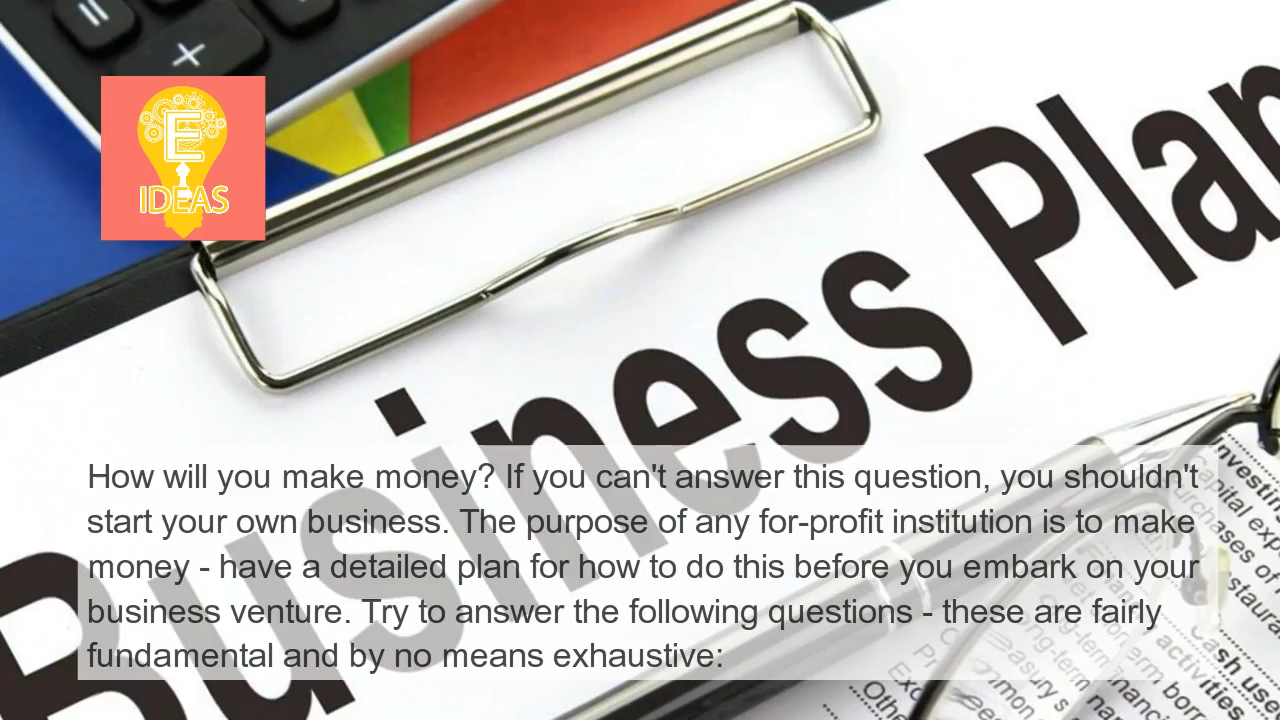 E
IDEAS
Business Plan
How will you make money? If you can't answer this question, you shouldn't
start your own business. The purpose of any for-profit institution is to make
money - have a detailed plan for how to do this before you embark on your
business venture. Try to answer the following questions - these are fairly
fundamental and by no means exhaustive: